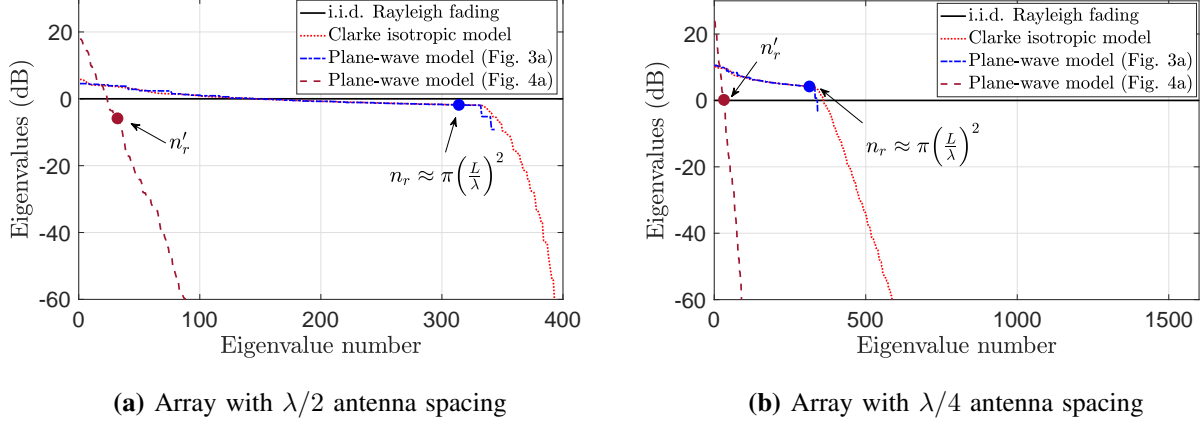 i.i.d. Rayleigh fading
Clarke isotropic model
Plane-wave model (Fig. 3a)
Plane-wave model (Fig. 4a)
n′r
nr ≈ π(L/λ)²
20
0
-20
-40
-60
0
100
200
300
400
Eigenvalues (dB)
Eigenvalue number
(a) Array with λ/2 antenna spacing
i.i.d. Rayleigh fading
Clarke isotropic model
Plane-wave model (Fig. 3a)
Plane-wave model (Fig. 4a)
n′r
nr ≈ π(L/λ)²
20
0
-20
-40
-60
0
500
1000
1500
Eigenvalues (dB)
Eigenvalue number
(b) Array with λ/4 antenna spacing